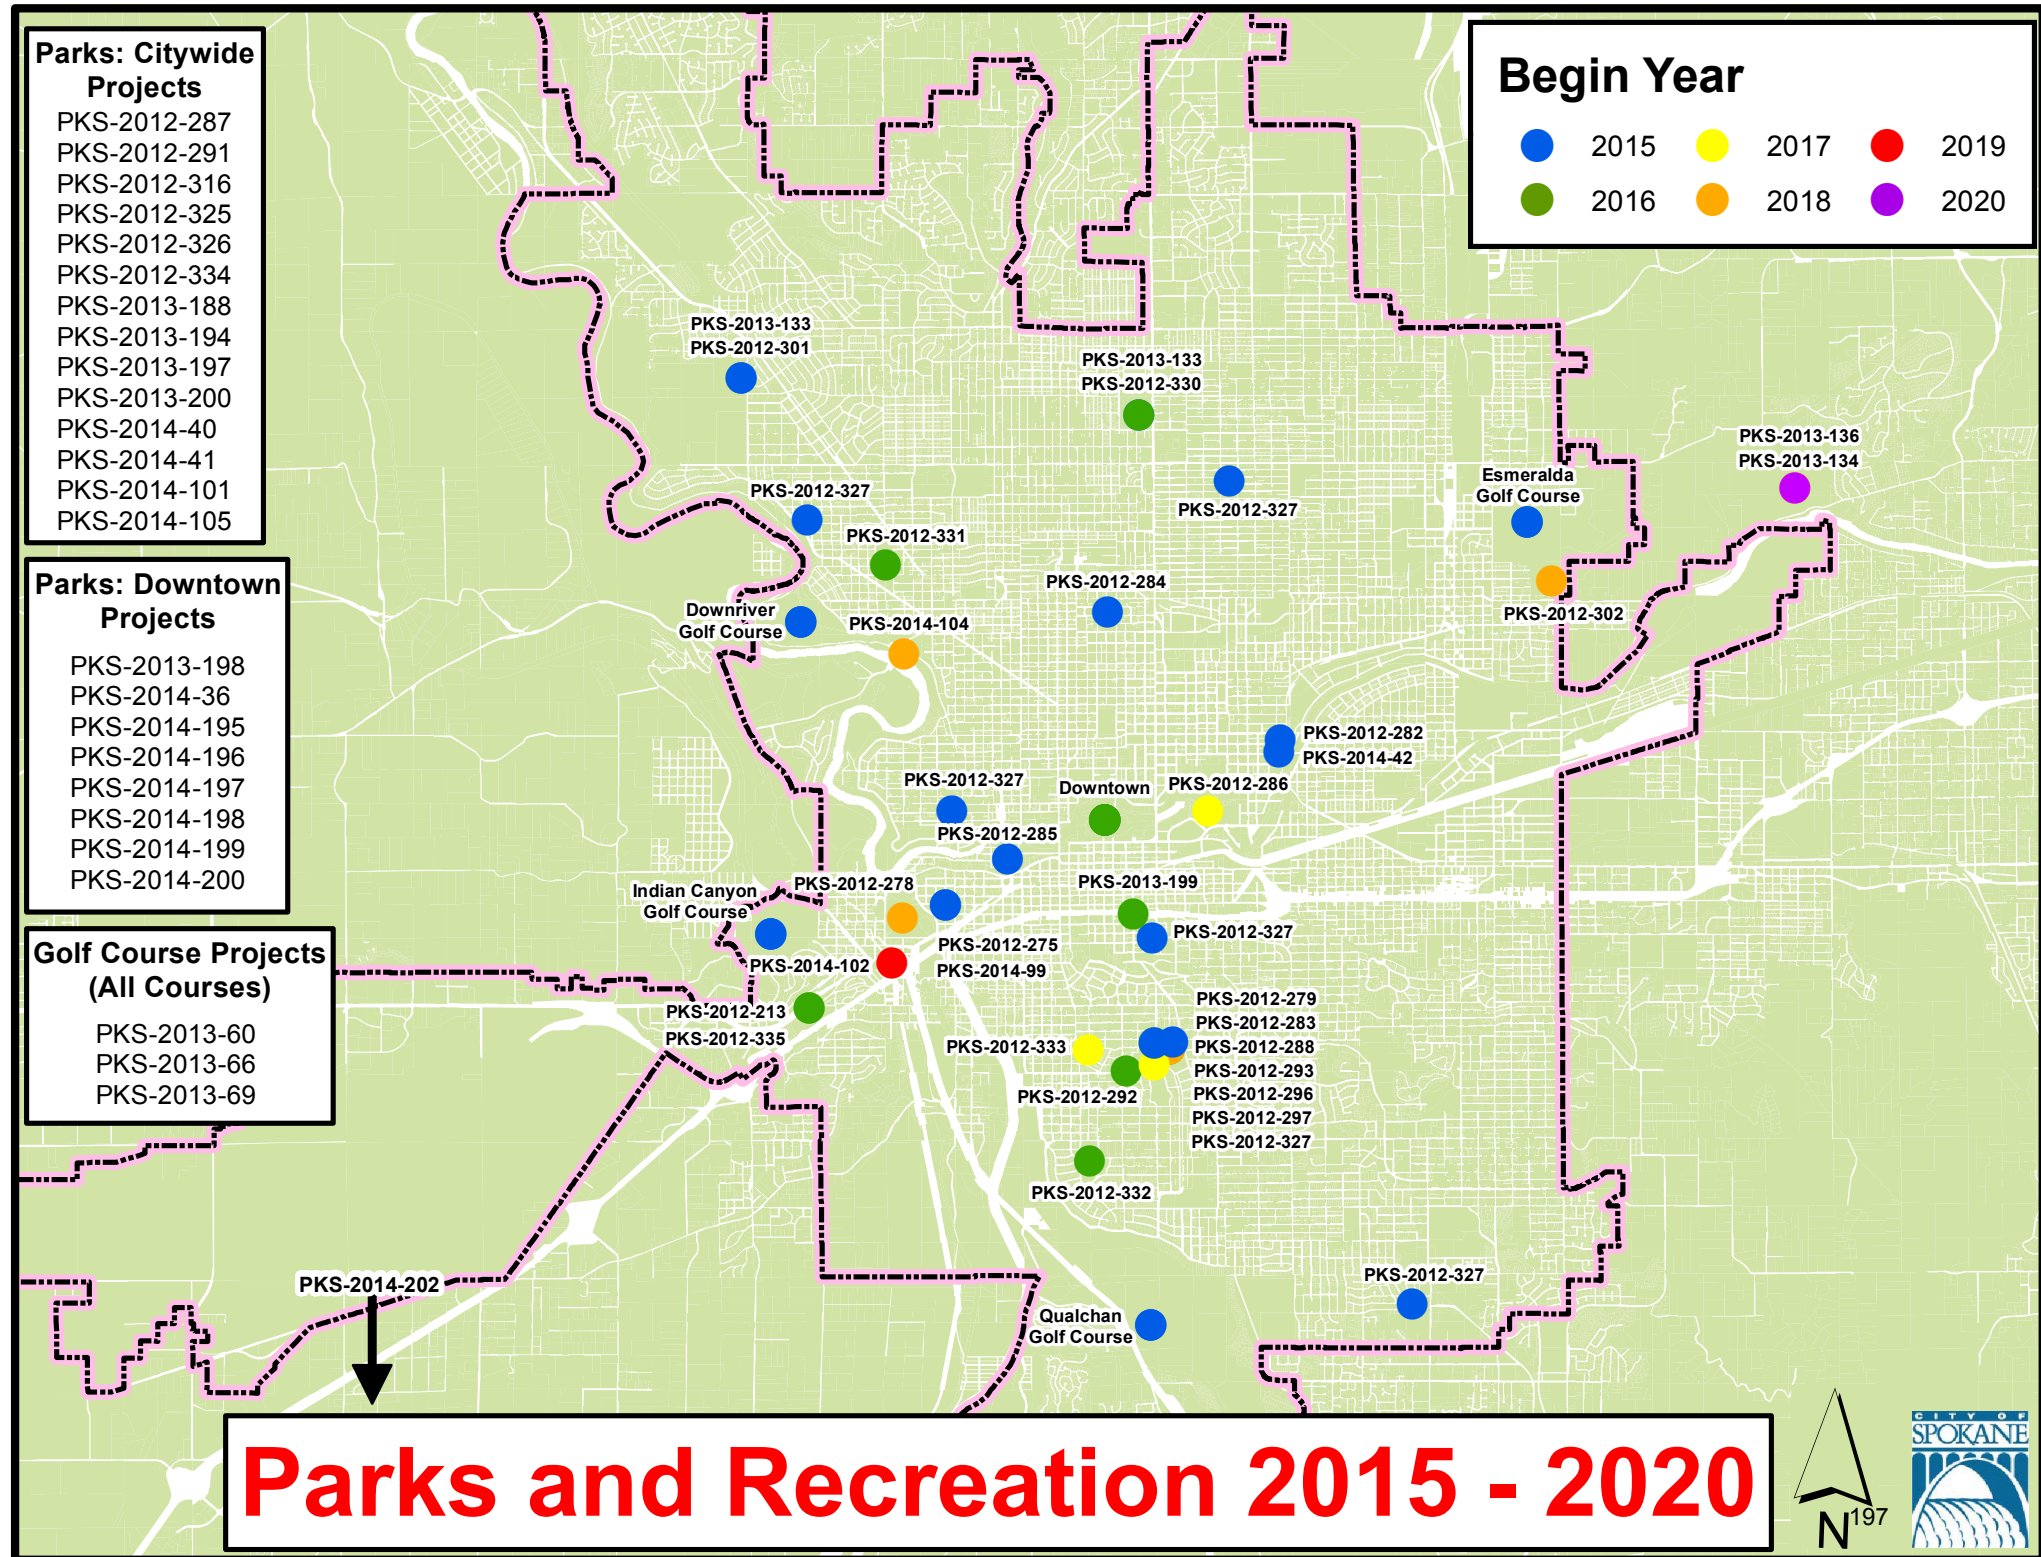 Parks: Citywide
Projects
PKS-2012-287
PKS-2012-291
PKS-2012-316
PKS-2012-325
PKS-2012-326
PKS-2012-334
PKS-2013-188
PKS-2013-194
PKS-2013-197
PKS-2013-200
PKS-2014-40
PKS-2014-41
PKS-2014-101
PKS-2014-105
Parks: Downtown
Projects
PKS-2013-198
PKS-2014-36
PKS-2014-195
PKS-2014-196
PKS-2014-197
PKS-2014-198
PKS-2014-199
PKS-2014-200
Golf Course Projects
(All Courses)
PKS-2013-60
PKS-2013-66
PKS-2013-69
Begin Year
2015 2017 2019
2016 2018 2020
PKS-2013-133
PKS-2012-301
PKS-2013-133
PKS-2012-330
PKS-2013-136
PKS-2013-134
Esmeralda
Golf Course
PKS-2012-327
PKS-2012-327
PKS-2012-331
PKS-2012-284
Downriver
Golf Course
PKS-2014-104
PKS-2012-302
PKS-2012-282
PKS-2014-42
PKS-2012-327
Downtown
PKS-2012-286
PKS-2012-285
PKS-2012-278
PKS-2013-199
Indian Canyon
Golf Course
PKS-2012-327
PKS-2012-275
PKS-2014-99
PKS-2014-102
PKS-2012-213
PKS-2012-335
PKS-2012-279
PKS-2012-283
PKS-2012-288
PKS-2012-293
PKS-2012-296
PKS-2012-297
PKS-2012-327
PKS-2012-333
PKS-2012-292
PKS-2012-332
PKS-2014-202
PKS-2012-327
Qualchan
Golf Course
Parks and Recreation 2015 - 2020
N
197
CITY OF
SPOKANE